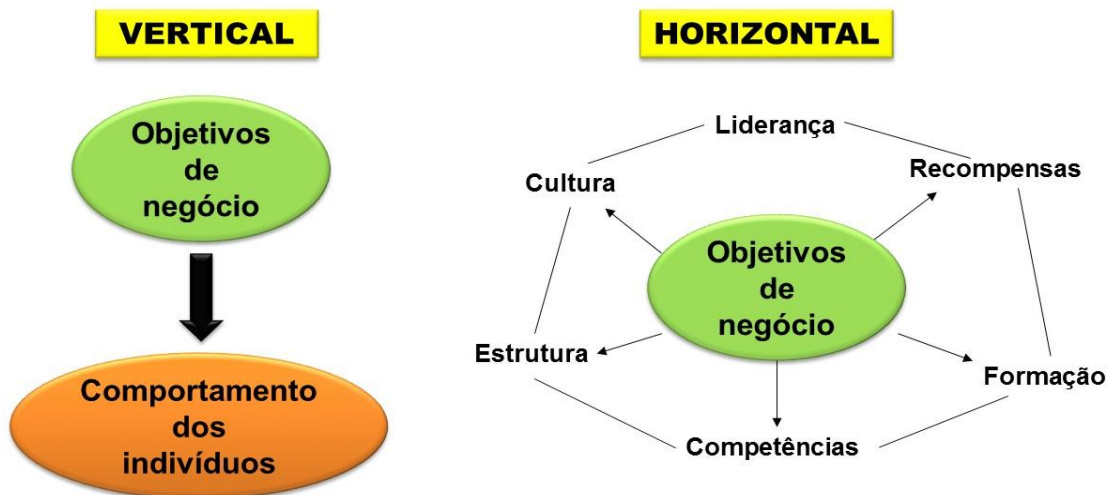 VERTICAL
Objetivos
de
negócio
Comportamento
dos
indivíduos
HORIZONTAL
Liderança
Cultura
Recompensas
Objetivos
de
negócio
Estrutura
Formação
Competências